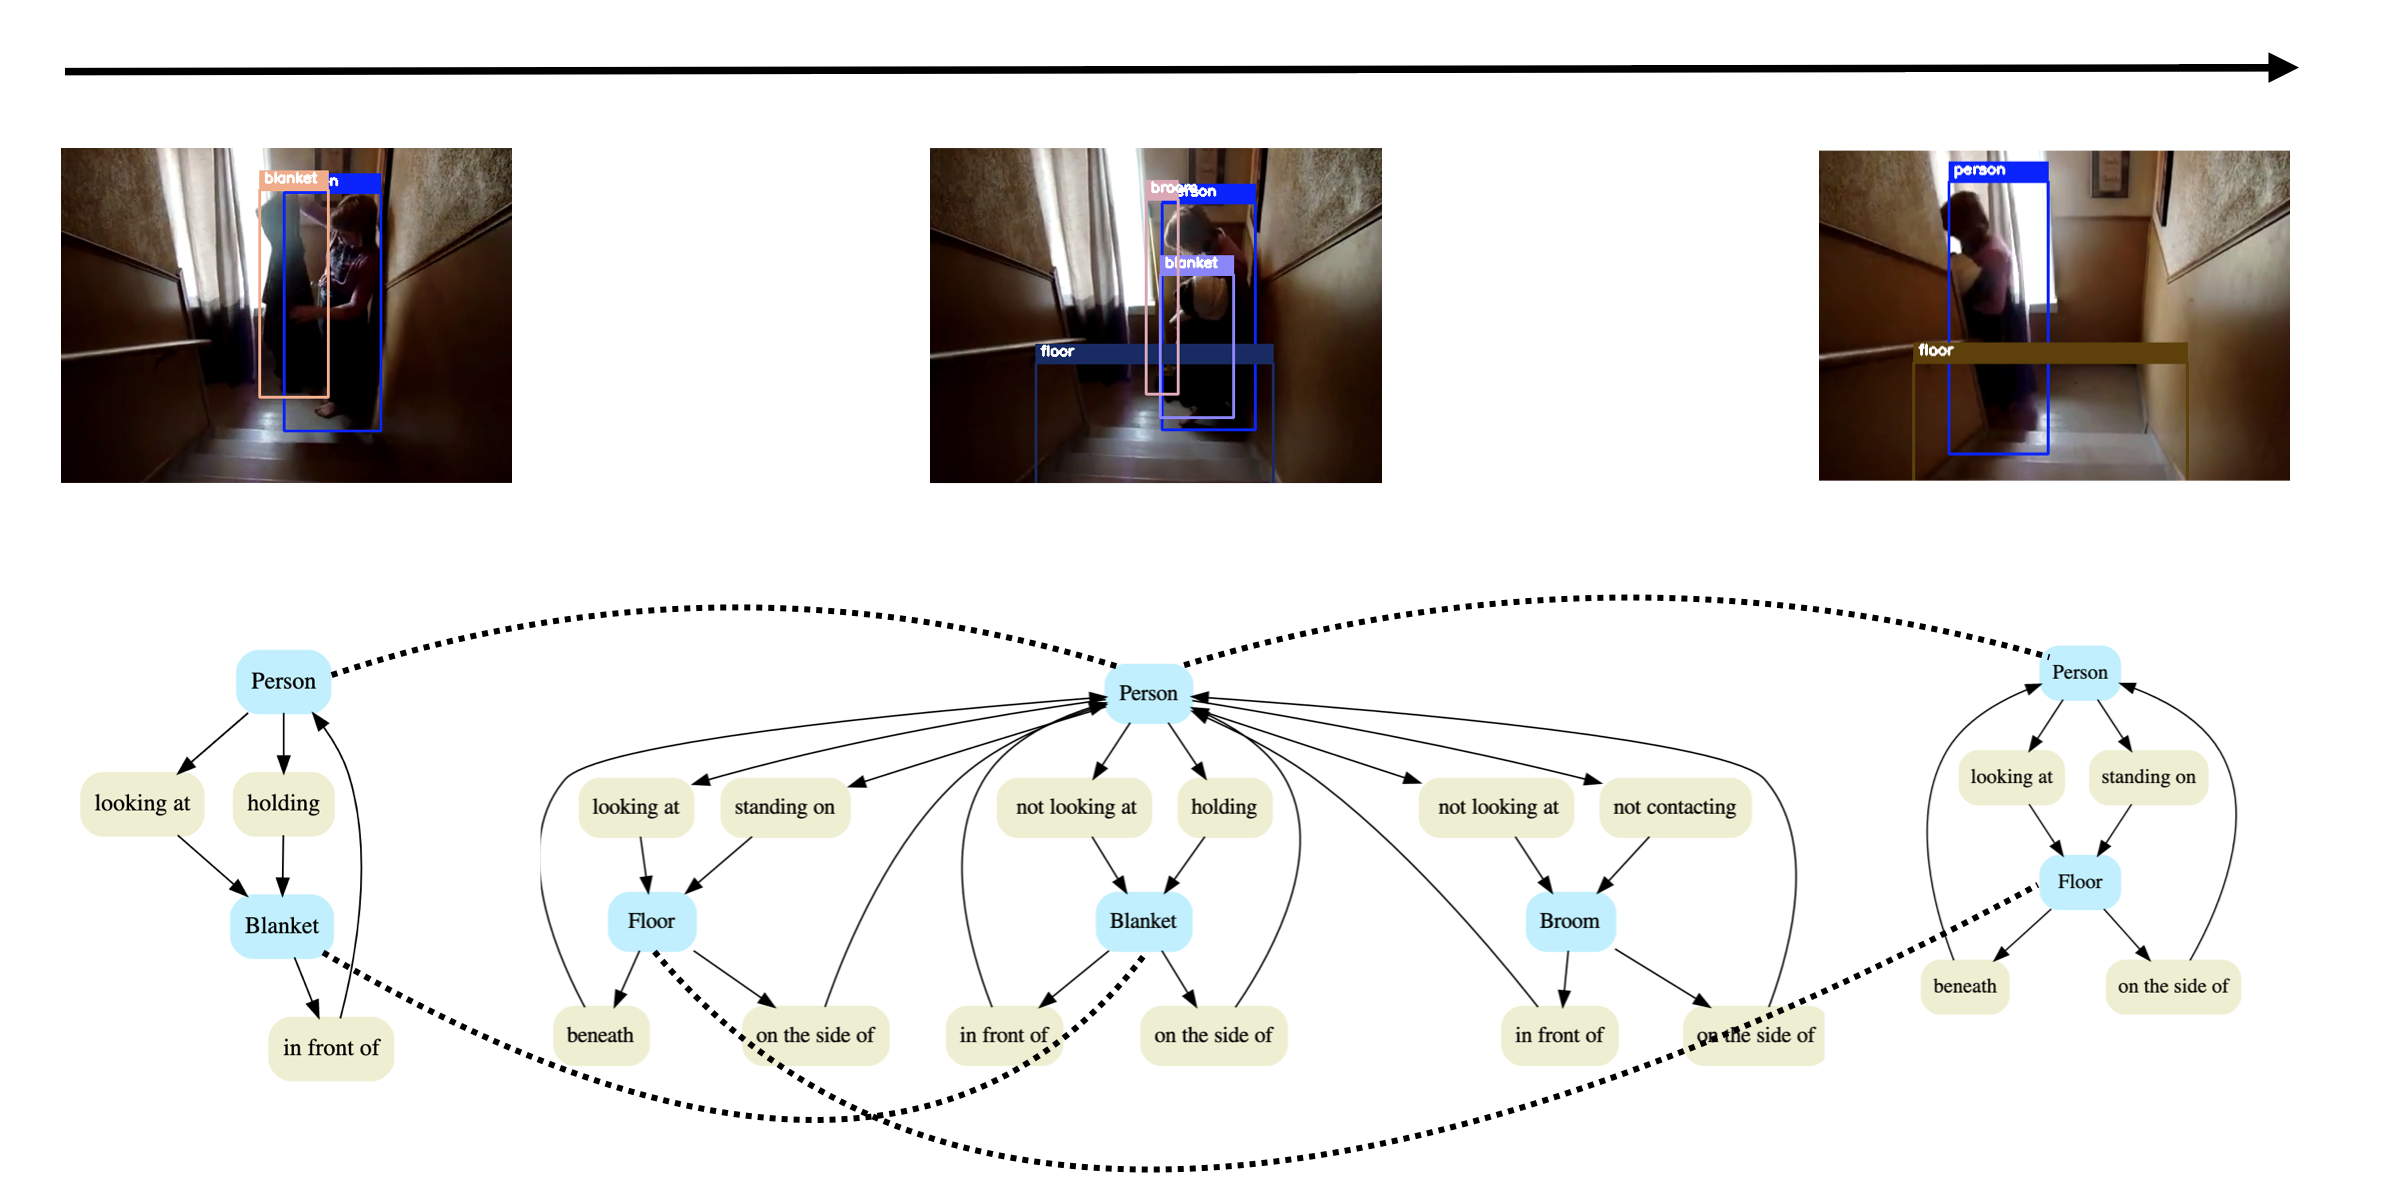 blanket
n
broom
erson
blanket
floor
person
floor
Person
looking at
holding
Blanket
in front of
Person
looking at
standing on
not looking at
holding
not looking at
not contacting
Floor
Blanket
Broom
beneath
on the side of
in front of
on the side of
in front of
on the side of
Person
looking at
standing on
Floor
beneath
on the side of